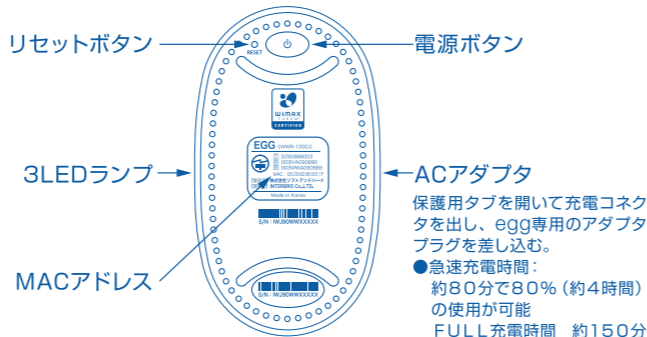 リセットボタン
電源ボタン
RESET
WiMAX
FORUM
CERTIFIED
EGG (IWWR-1000J)
3LEDランプ
ACアダプタ
保護用タブを開いて充電コネク
タを出し、egg専用のアダプタ
プラグを差し込む。
Made in Korea
S/N : IWJ90WWXXXXX
MACアドレス
●急速充電時間:
約80分で80% (約4時間)
の使用が可能
FULL充電時間 約150分
S/N : IWJ90WWXXXXX